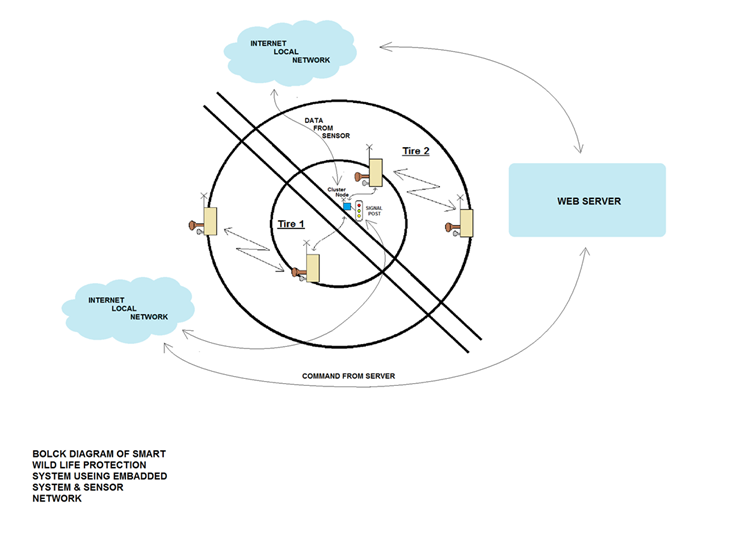 INTERNET
LOCAL
NETWORK
DATA
FROM
SENSOR
Tire 2
Cluster
Node
SIGNAL
POST
Tire 1
WEB SERVER
INTERNET
LOCAL
NETWORK
COMMAND FROM SERVER
BOLCK DIAGRAM OF SMART
WILD LIFE PROTECTION
SYSTEM USEING EMBADDED
SYSTEM & SENSOR
NETWORK